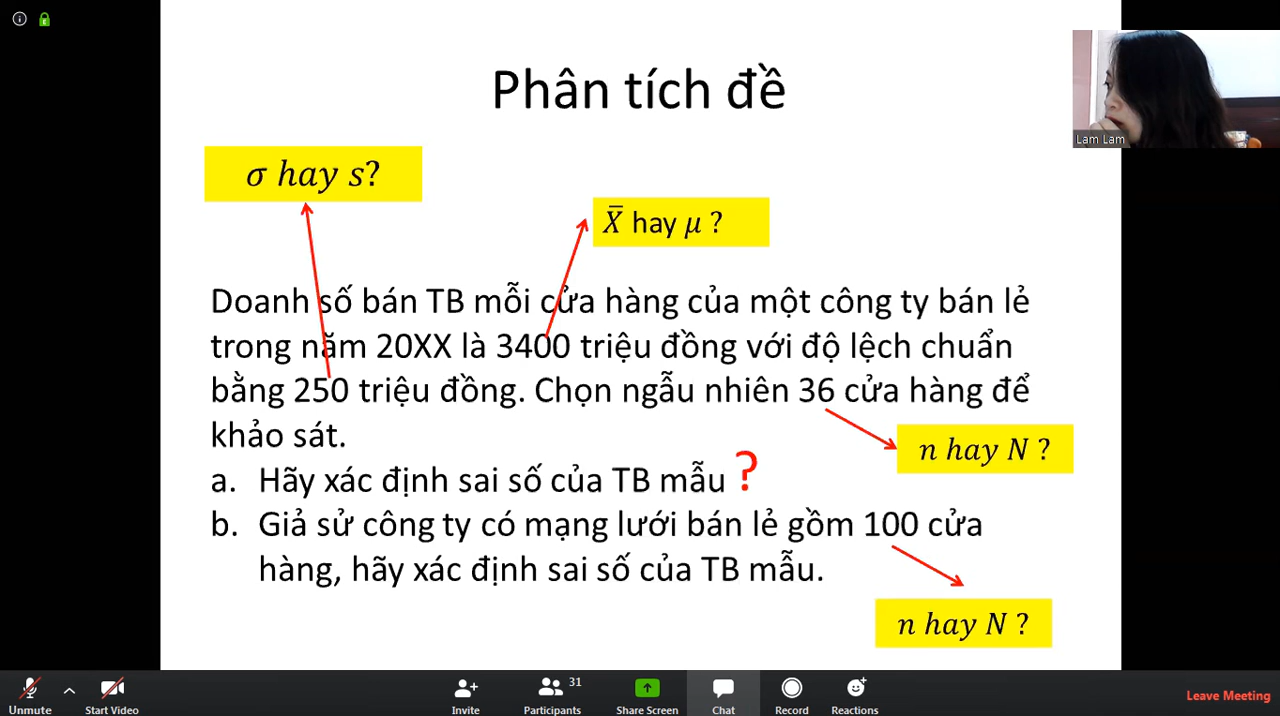 Phân tích đề
Lam Lam
σ hay s?
X̅ hay μ ?
Doanh số bán TB mỗi cửa hàng của một công ty bán lẻ
trong năm 20XX là 3400 triệu đồng với độ lệch chuẩn
bằng 250 triệu đồng. Chọn ngẫu nhiên 36 cửa hàng để
khảo sát.
n hay N ?
a. Hãy xác định sai số của TB mẫu ?
b. Giả sử công ty có mạng lưới bán lẻ gồm 100 cửa
hàng, hãy xác định sai số của TB mẫu.
n hay N ?
31
Unmute
Start Video
Invite
Participants
Share Screen
Chat
Record
Reactions
Leave Meeting